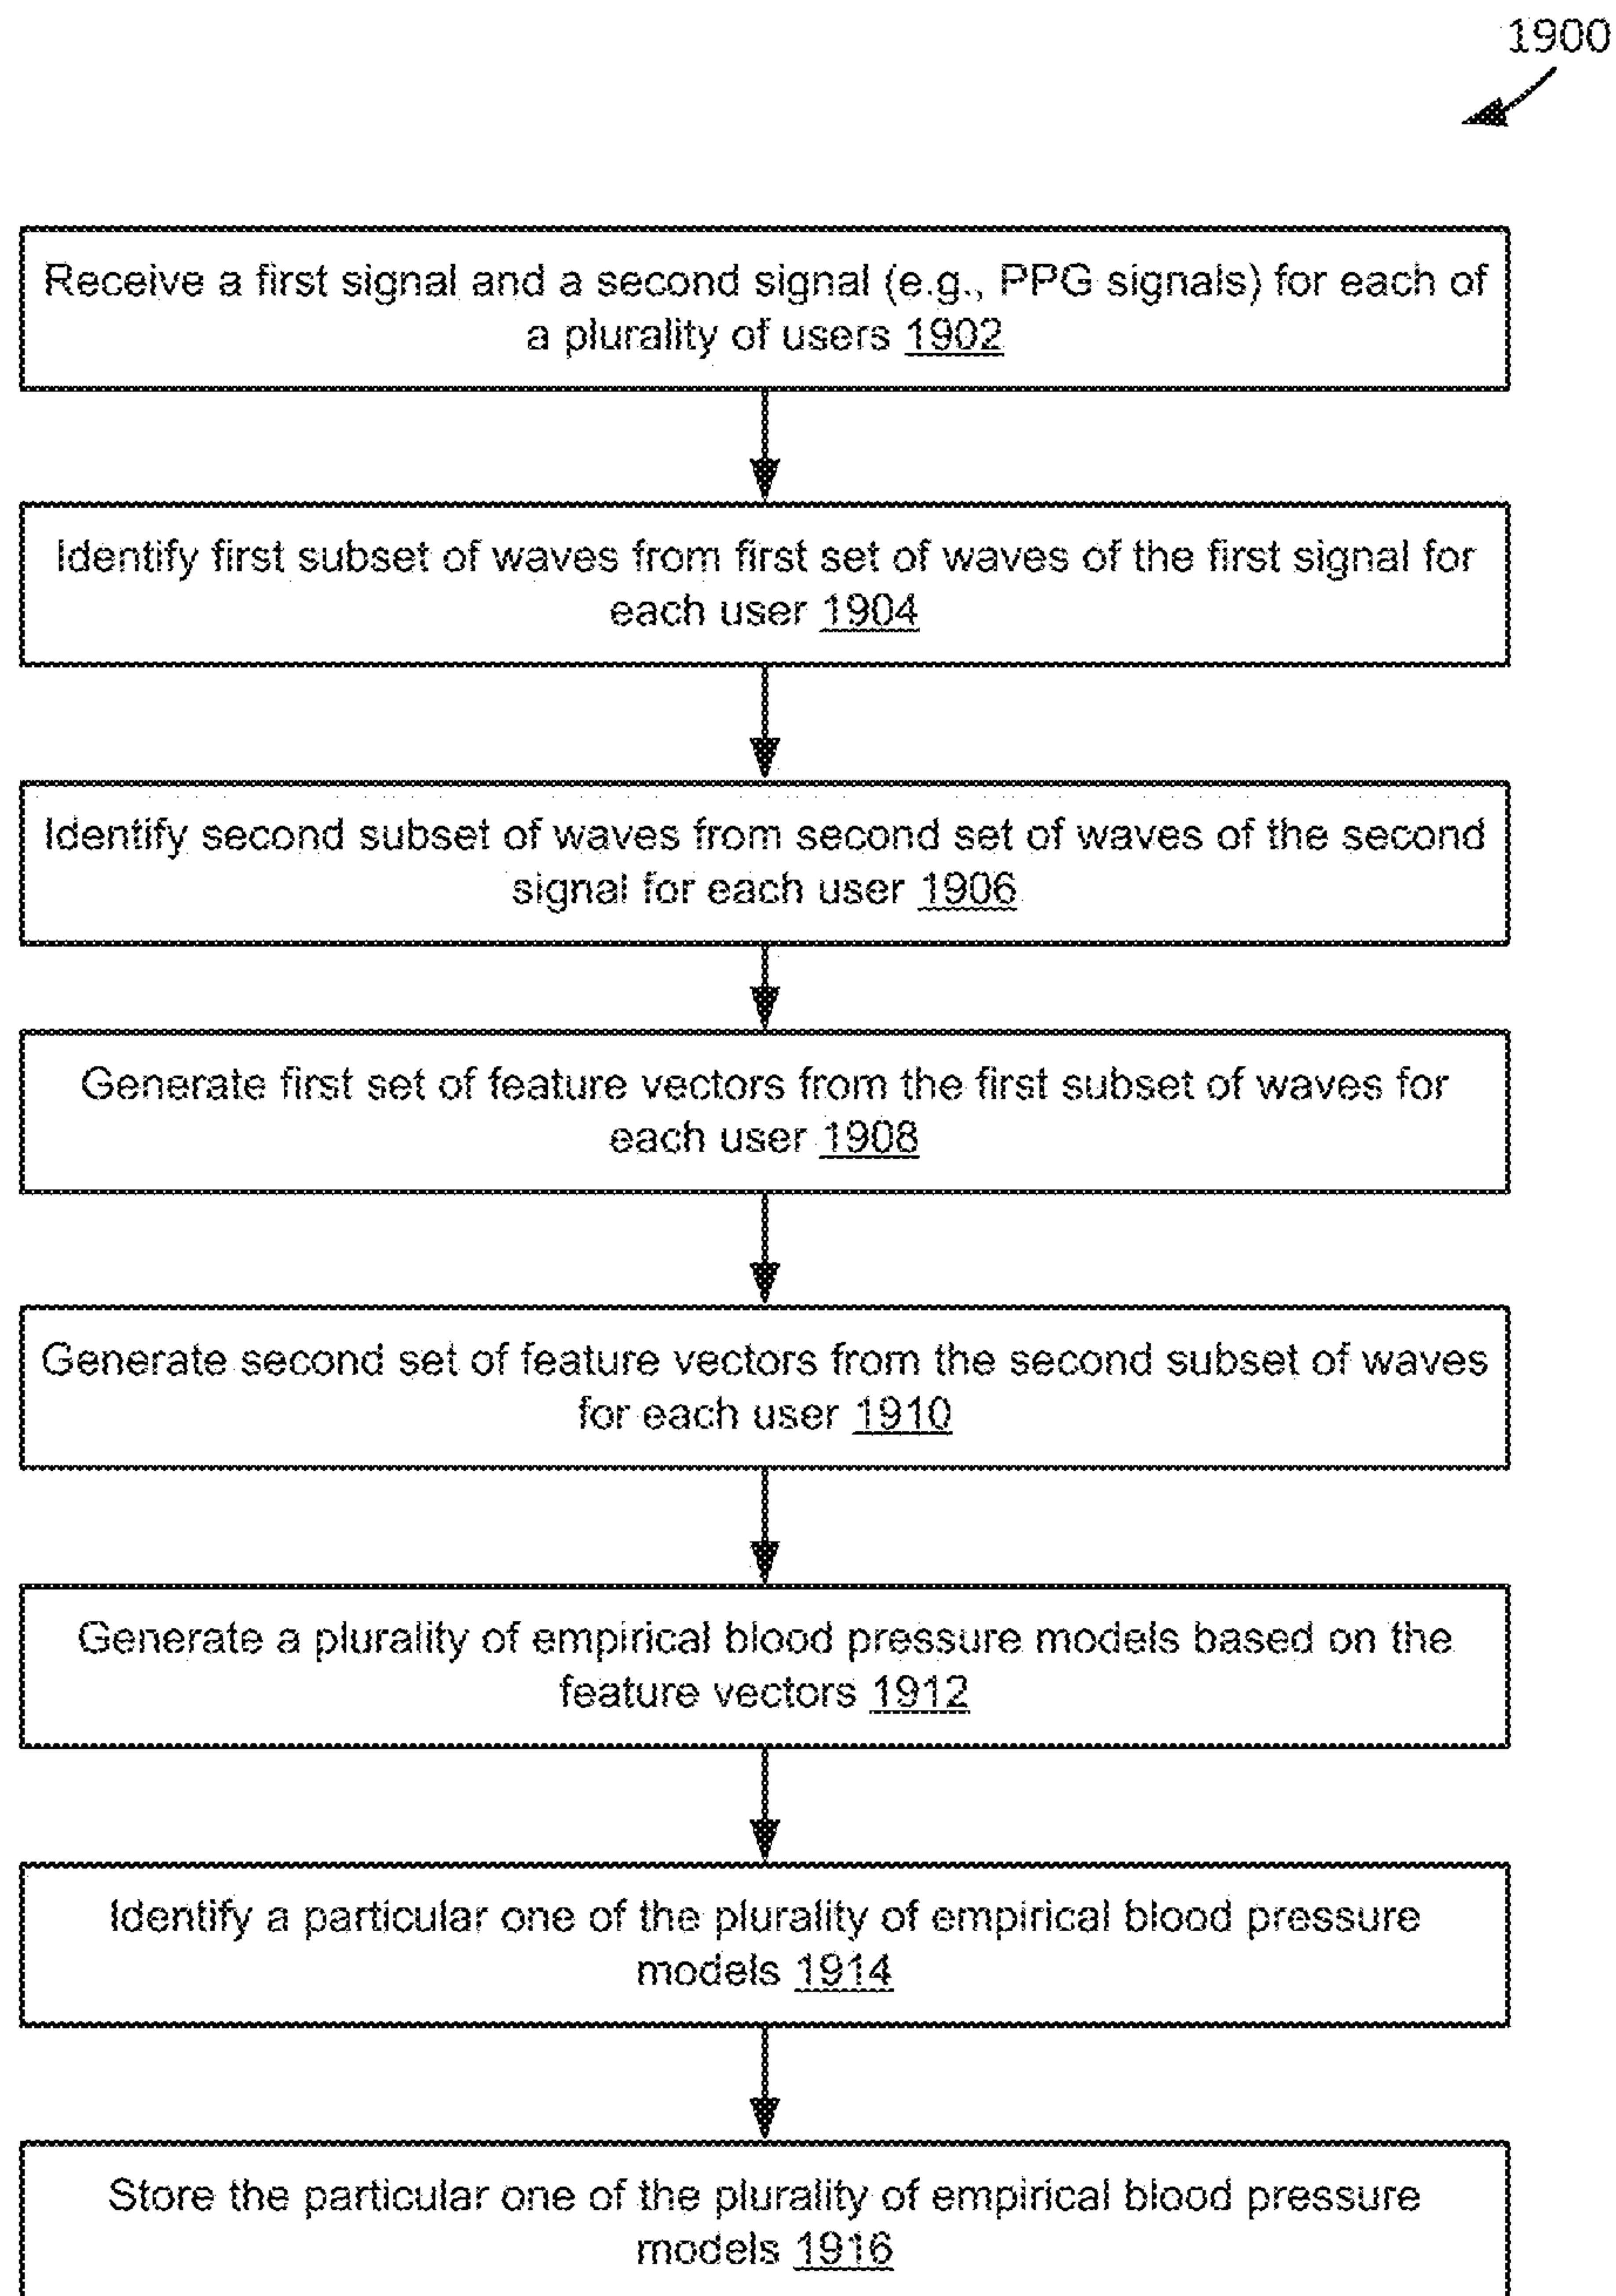 1900
Receive a first signal and a second signal (e.g., PPG signals) for each of
a plurality of users 1902
Identify first subset of waves from first set of waves of the first signal for
each user 1904
Identify second subset of waves from second set of waves of the second
signal for each user 1906
Generate first set of feature vectors from the first subset of waves for
each user 1908
Generate second set of feature vectors from the second subset of waves
for each user 1910
Generate a plurality of empirical blood pressure models based on the
feature vectors 1912
Identify a particular one of the plurality of empirical blood pressure
models 1914
Store the particular one of the plurality of empirical blood pressure
models 1916